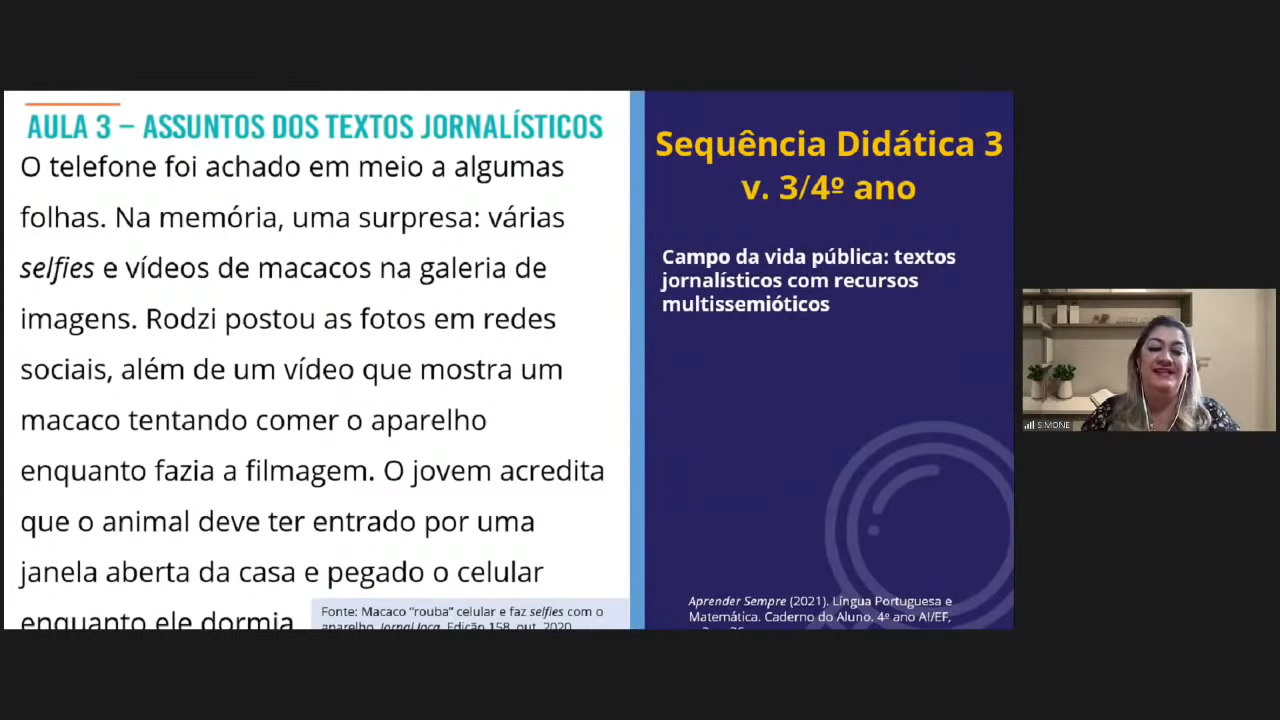 AULA 3 – ASSUNTOS DOS TEXTOS JORNALÍSTICOS
O telefone foi achado em meio a algumas
folhas. Na memória, uma surpresa: várias
selfies e vídeos de macacos na galeria de
imagens. Rodzi postou as fotos em redes
sociais, além de um vídeo que mostra um
macaco tentando comer o aparelho
enquanto fazia a filmagem. O jovem acredita
que o animal deve ter entrado por uma
janela aberta da casa e pegado o celular
enquanto ele dormia
Fonte: Macaco “rouba” celular e faz selfies com o
aparelho. Jornal Joca. Edição 158, out. 2020
Sequência Didática 3
v. 3/4º ano
Campo da vida pública: textos
jornalísticos com recursos
multissemióticos
Aprender Sempre (2021). Língua Portuguesa e
Matemática. Caderno do Aluno. 4º ano AI/EF,
SIMONE